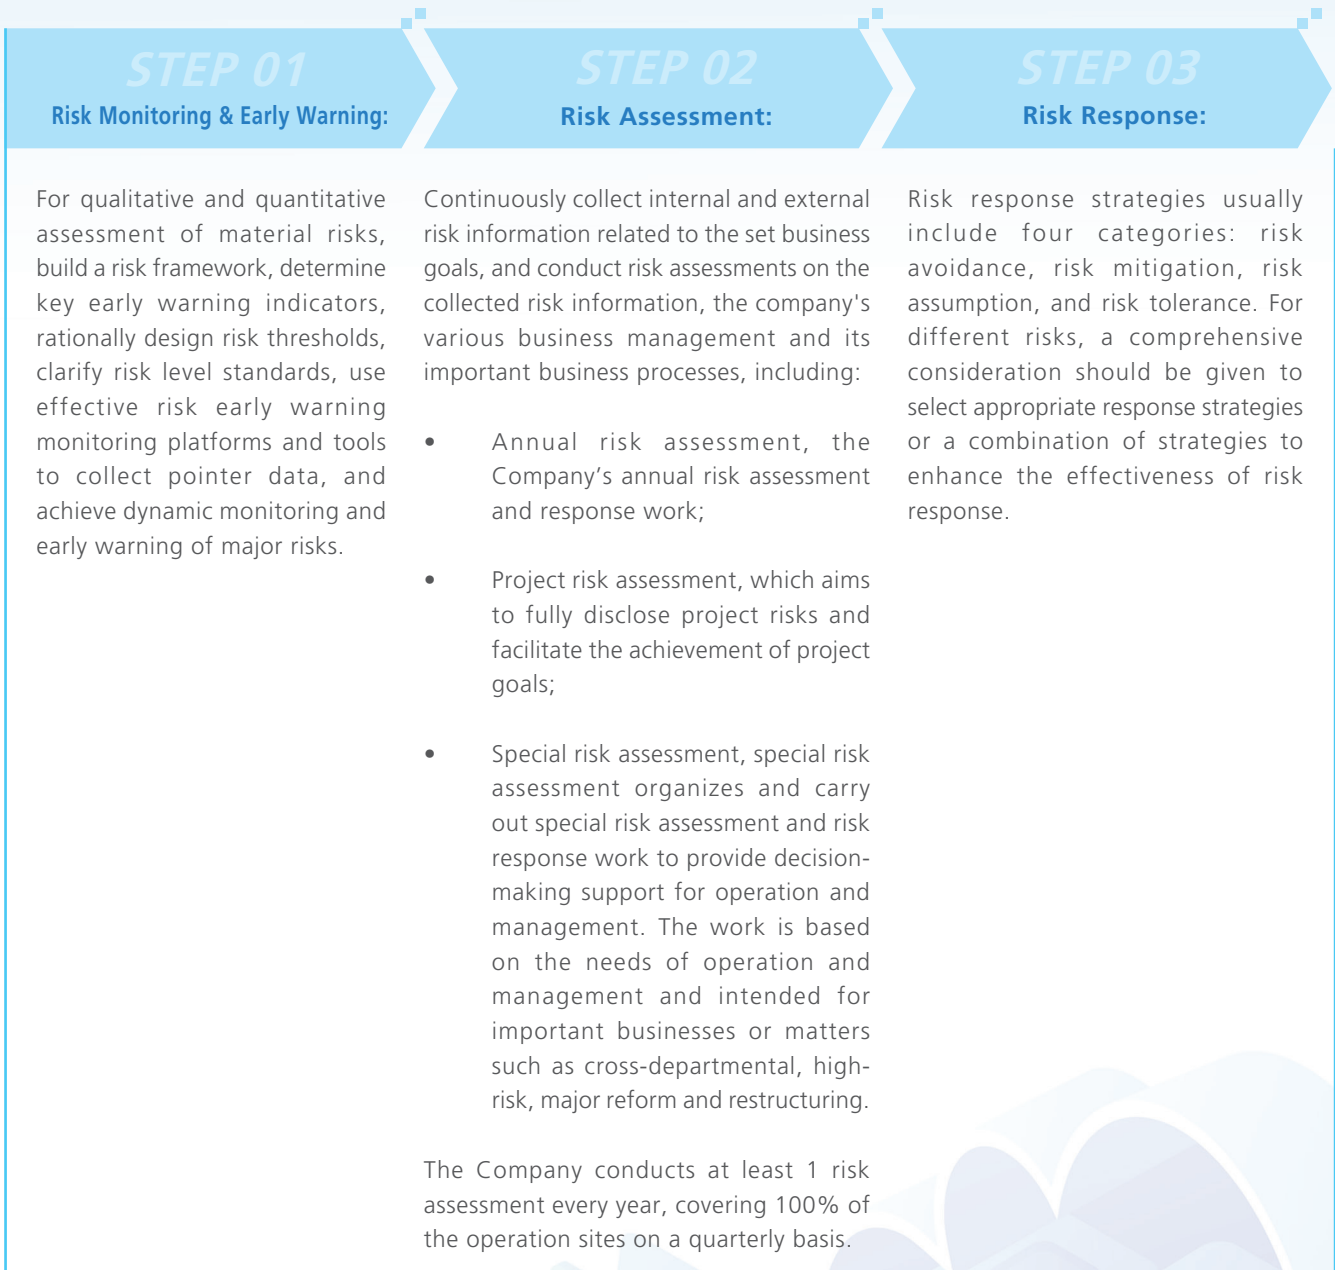 STEP 01
Risk Monitoring & Early Warning:
For qualitative and quantitative
assessment of material risks,
build a risk framework, determine
key early warning indicators,
rationally design risk thresholds,
clarify risk level standards, use
effective risk early warning
monitoring platforms and tools
to collect pointer data, and
achieve dynamic monitoring and
early warning of major risks.
STEP 02
Risk Assessment:
Continuously collect internal and external
risk information related to the set business
goals, and conduct risk assessments on the
collected risk information, the company's
various business management and its
important business processes, including:
• Annual risk assessment, the
Company’s annual risk assessment
and response work;
• Project risk assessment, which aims
to fully disclose project risks and
facilitate the achievement of project
goals;
• Special risk assessment, special risk
assessment organizes and carry
out special risk assessment and risk
response work to provide decision-
making support for operation and
management. The work is based
on the needs of operation and
management and intended for
important businesses or matters
such as cross-departmental, high-
risk, major reform and restructuring.
The Company conducts at least 1 risk
assessment every year, covering 100% of
the operation sites on a quarterly basis.
STEP 03
Risk Response:
Risk response strategies usually
include four categories: risk
avoidance, risk mitigation, risk
assumption, and risk tolerance. For
different risks, a comprehensive
consideration should be given to
select appropriate response strategies
or a combination of strategies to
enhance the effectiveness of risk
response.